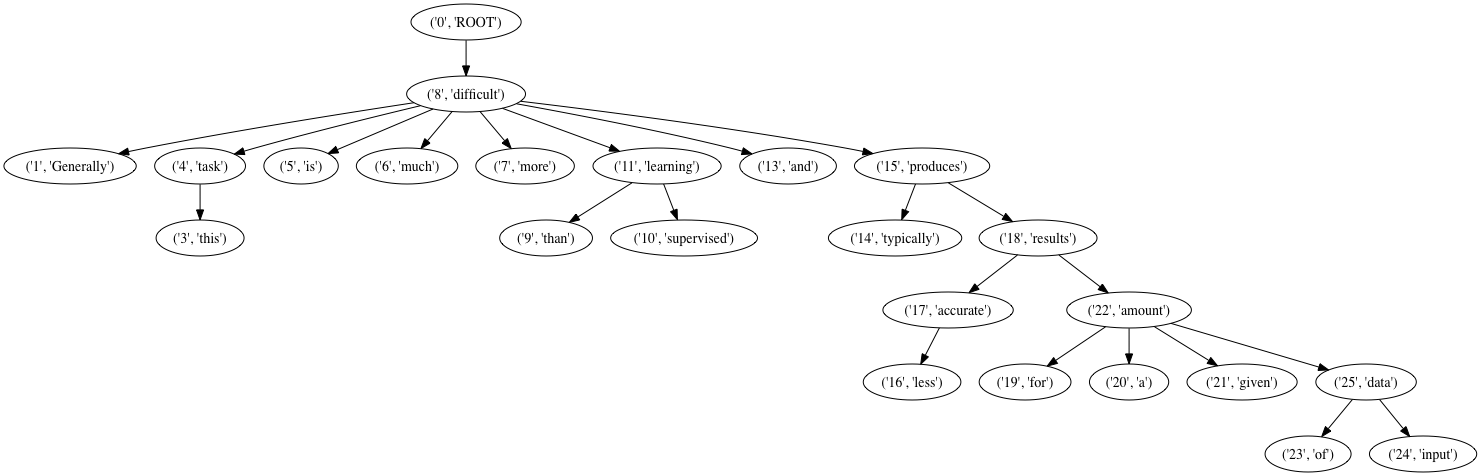 ('0', 'ROOT')
('8', 'difficult')
('1', 'Generally')
('4', 'task')
('5', 'is')
('6', 'much')
('7', 'more')
('11', 'learning')
('13', 'and')
('15', 'produces')
('3', 'this')
('9', 'than')
('10', 'supervised')
('14', 'typically')
('18', 'results')
('17', 'accurate')
('22', 'amount')
('16', 'less')
('19', 'for')
('20', 'a')
('21', 'given')
('25', 'data')
('23', 'of')
('24', 'input')